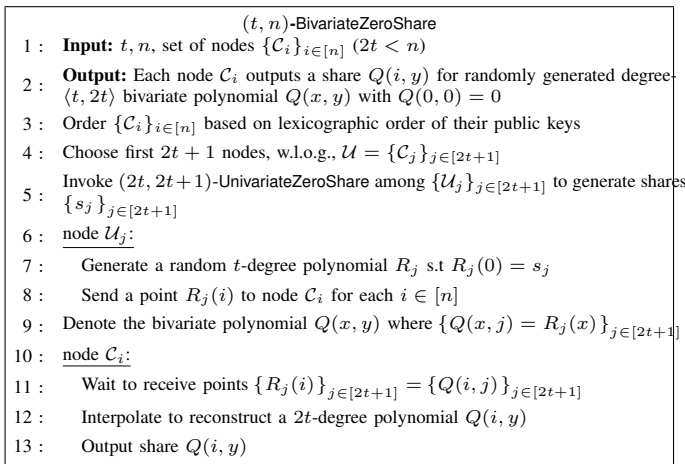 (t, n)-BivariateZeroShare
1 : Input: t, n, set of nodes {𝒞_i}_{i∈[n]} (2t < n)
2 : Output: Each node 𝒞_i outputs a share Q(i, y) for randomly generated degree-
⟨t, 2t⟩ bivariate polynomial Q(x, y) with Q(0, 0) = 0
3 : Order {𝒞_i}_{i∈[n]} based on lexicographic order of their public keys
4 : Choose first 2t + 1 nodes, w.l.o.g., 𝒰 = {𝒞_j}_{j∈[2t+1]}
5 : Invoke (2t, 2t+1)-UnivariateZeroShare among {𝒰_j}_{j∈[2t+1]} to generate shares
{s_j}_{j∈[2t+1]}
6 : node 𝒰_j:
7 : Generate a random t-degree polynomial R_j s.t R_j(0) = s_j
8 : Send a point R_j(i) to node 𝒞_i for each i ∈ [n]
9 : Denote the bivariate polynomial Q(x, y) where {Q(x, j) = R_j(x)}_{j∈[2t+1]}
10 : node 𝒞_i:
11 : Wait to receive points {R_j(i)}_{j∈[2t+1]} = {Q(i, j)}_{j∈[2t+1]}
12 : Interpolate to reconstruct a 2t-degree polynomial Q(i, y)
13 : Output share Q(i, y)